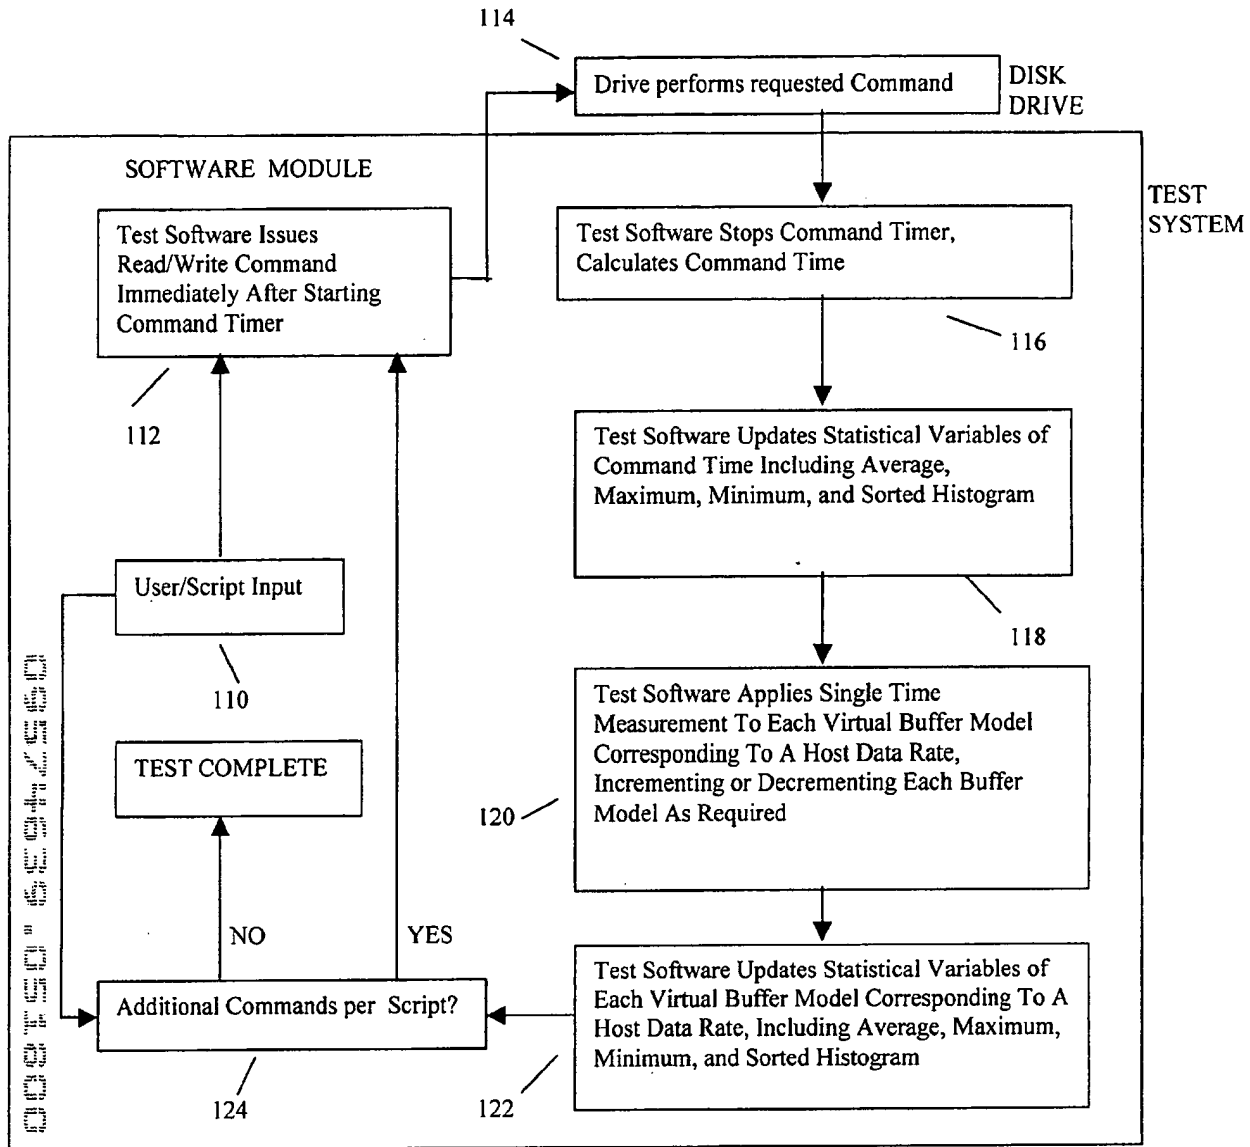 114
Drive performs requested Command
DISK
DRIVE
SOFTWARE MODULE
TEST
SYSTEM
Test Software Issues
Read/Write Command
Immediately After Starting
Command Timer
112
Test Software Stops Command Timer,
Calculates Command Time
116
Test Software Updates Statistical Variables of
Command Time Including Average,
Maximum, Minimum, and Sorted Histogram
118
User/Script Input
110
Test Software Applies Single Time
Measurement To Each Virtual Buffer Model
Corresponding To A Host Data Rate,
Incrementing or Decrementing Each Buffer
Model As Required
120
TEST COMPLETE
NO
YES
Additional Commands per Script?
124
Test Software Updates Statistical Variables of
Each Virtual Buffer Model Corresponding To A
Host Data Rate, Including Average, Maximum,
Minimum, and Sorted Histogram
122
09574639.051800